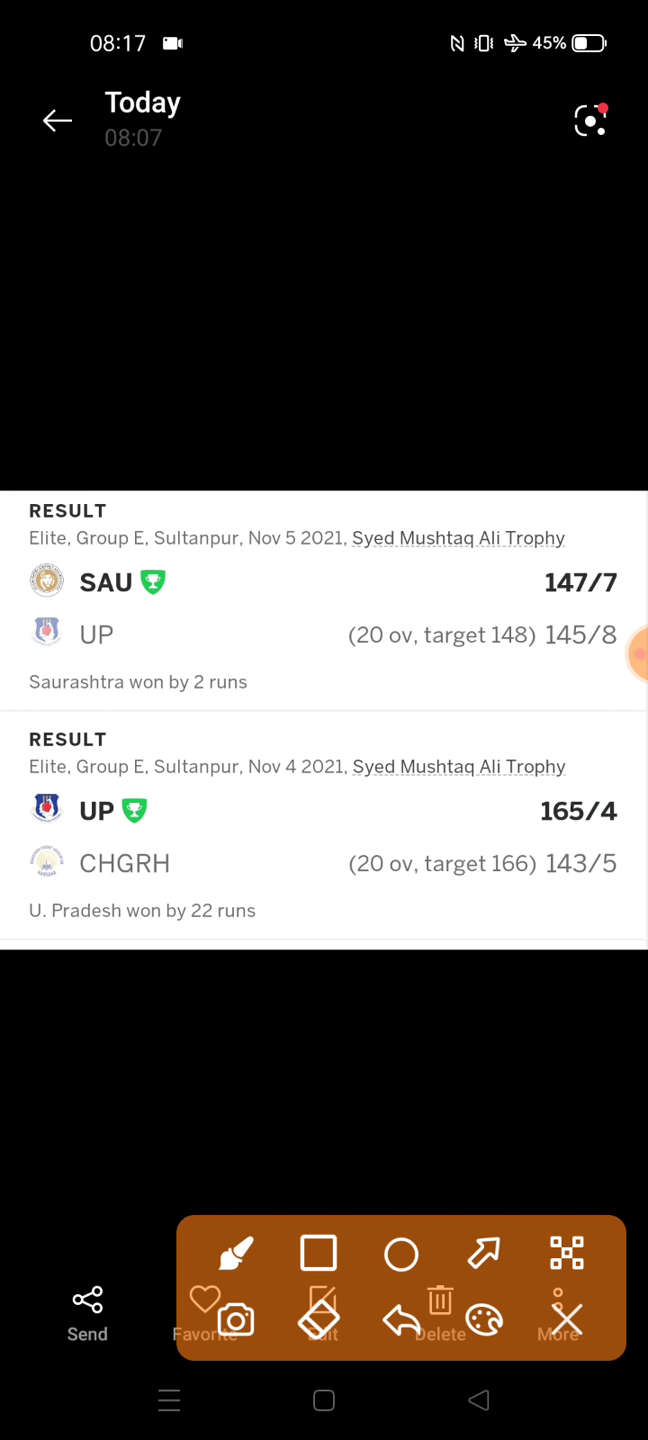 08:17
45%
Today
08:07
RESULT
Elite, Group E, Sultanpur, Nov 5 2021, Syed Mushtaq Ali Trophy
SAU 147/7
UP (20 ov, target 148) 145/8
Saurashtra won by 2 runs
RESULT
Elite, Group E, Sultanpur, Nov 4 2021, Syed Mushtaq Ali Trophy
UP 165/4
CHGRH (20 ov, target 166) 143/5
U. Pradesh won by 22 runs
Send Favorite Edit Delete More